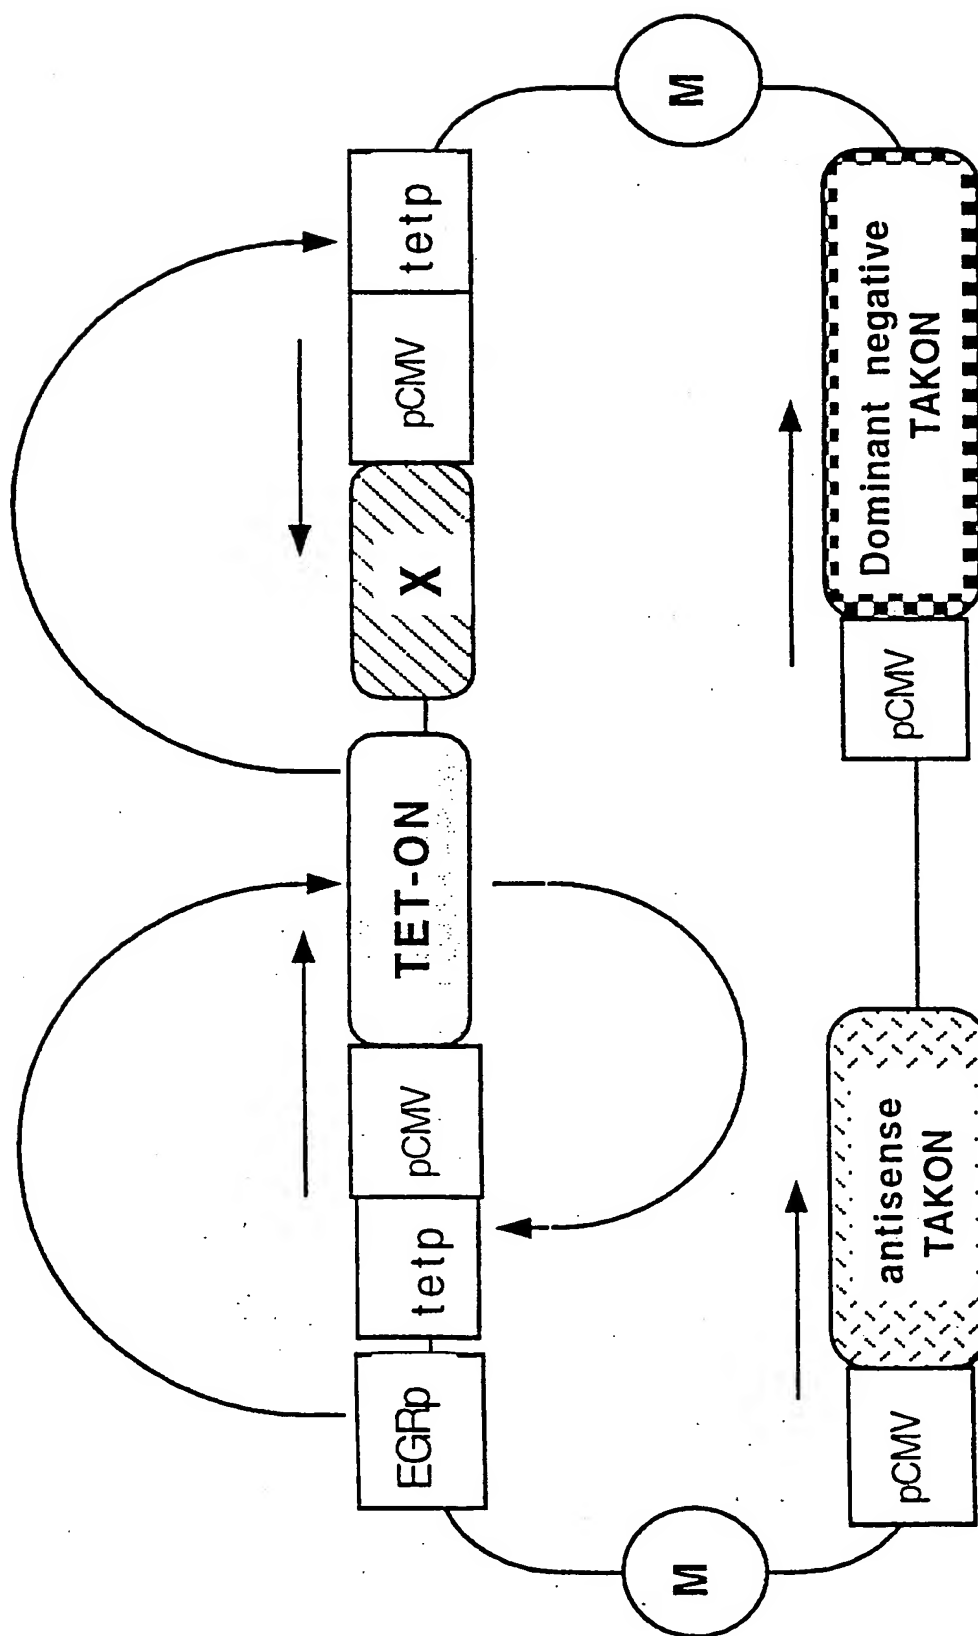 EGRp
tetp
pCMV
TET-ON
X
pCMV
tetp
M
M
pCMV
antisense
TAKON
pCMV
Dominant negative
TAKON